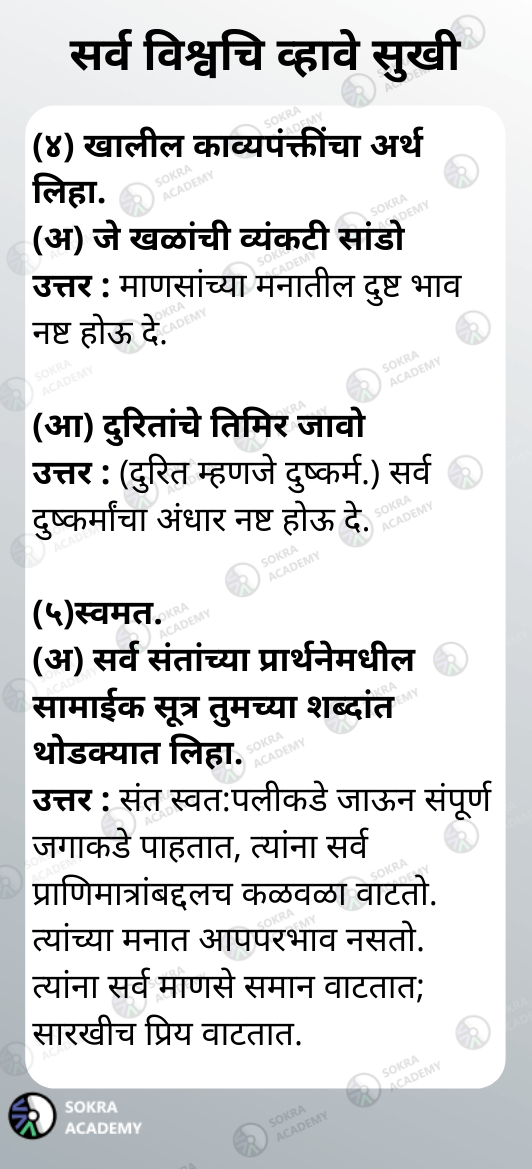 सर्व विश्वचि व्हावे सुखी
(४) खालील काव्यपंक्तींचा अर्थ
लिहा.
(अ) जे खळांची व्यंकटी सांडो
उत्तर : माणसांच्या मनातील दुष्ट भाव
नष्ट होऊ दे.
(आ) दुरितांचे तिमिर जावो
उत्तर : (दुरित म्हणजे दुष्कर्म.) सर्व
दुष्कर्मांचा अंधार नष्ट होऊ दे.
(५)स्वमत.
(अ) सर्व संतांच्या प्रार्थनेमधील
सामाईक सूत्र तुमच्या शब्दांत
थोडक्यात लिहा.
उत्तर : संत स्वत:पलीकडे जाऊन संपूर्ण
जगाकडे पाहतात, त्यांना सर्व
प्राणिमात्रांबद्दलच कळवळा वाटतो.
त्यांच्या मनात आपपरभाव नसतो.
त्यांना सर्व माणसे समान वाटतात;
सारखीच प्रिय वाटतात.
SOKRA
ACADEMY